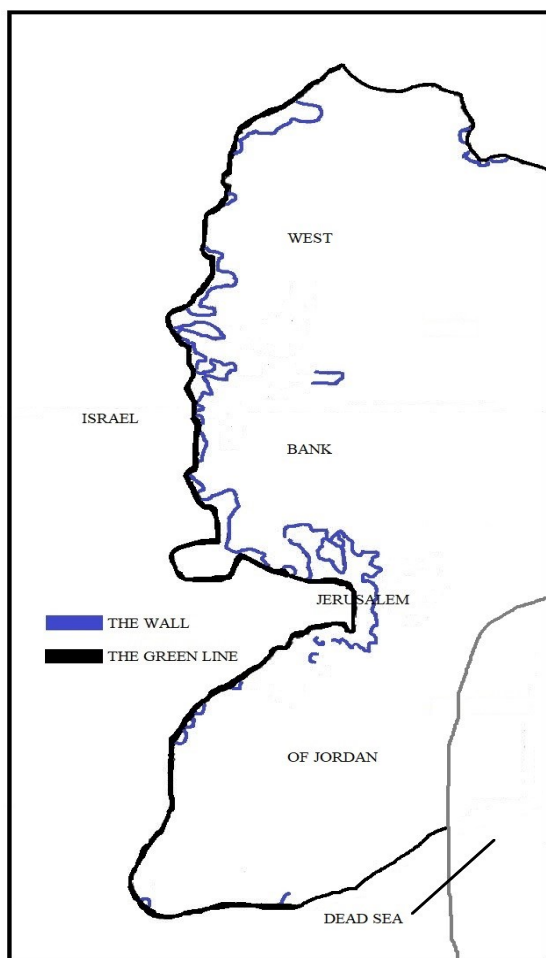 WEST
ISRAEL
BANK
JERUSALEM
THE WALL
THE GREEN LINE
OF JORDAN
DEAD SEA